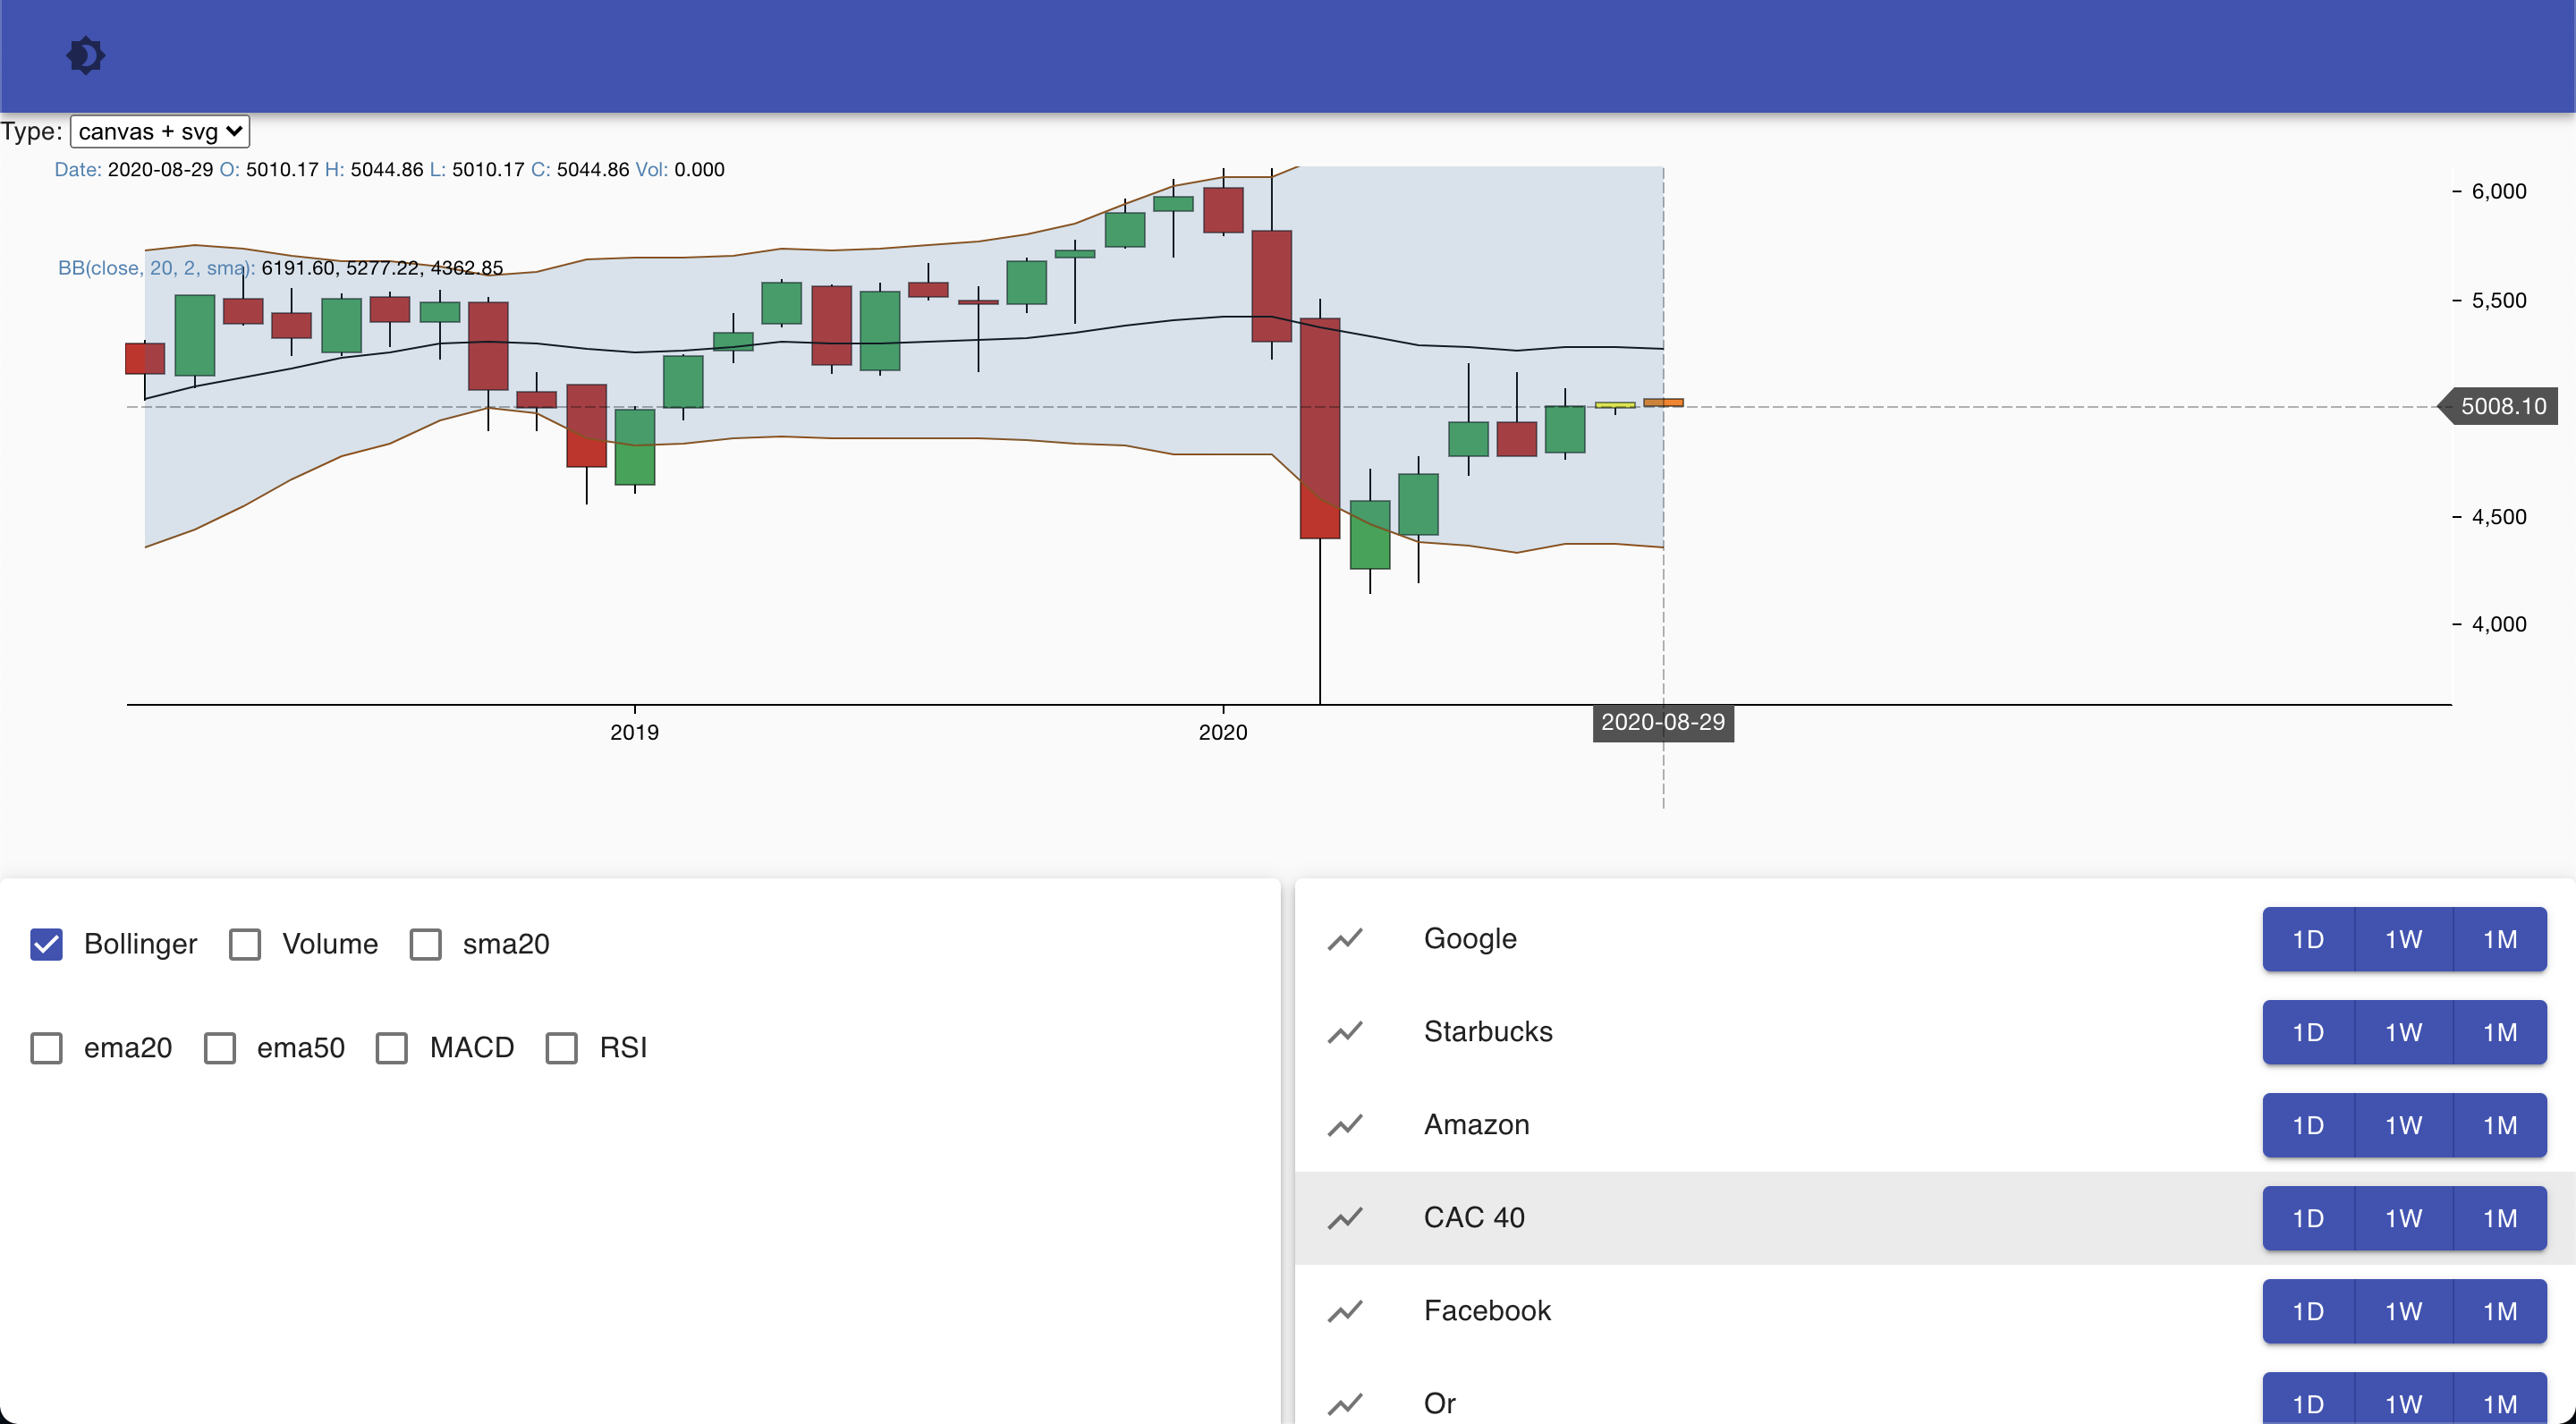 Type: canvas + svg
Date: 2020-08-29 O: 5010.17 H: 5044.86 L: 5010.17 C: 5044.86 Vol: 0.000
6,000
BB(close, 20, 2, sma): 6191.60, 5277.22, 4362.85
5,500
5008.10
4,500
4,000
2019 2020 2020-08-29
Bollinger Volume sma20
ema20 ema50 MACD RSI
Google 1D 1W 1M
Starbucks 1D 1W 1M
Amazon 1D 1W 1M
CAC 40 1D 1W 1M
Facebook 1D 1W 1M
Or 1D 1W 1M